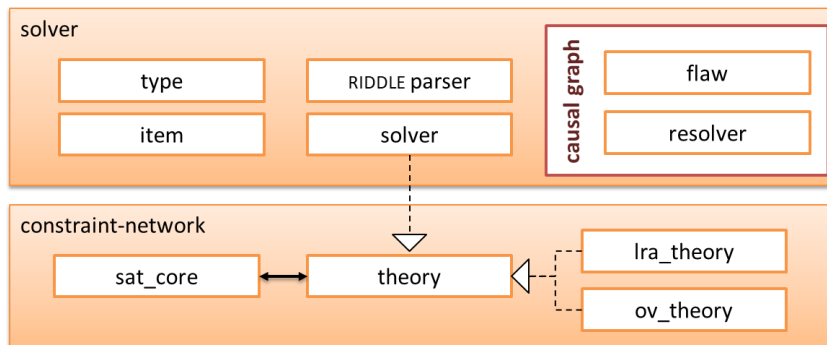 solver
type
RIDDLE parser
item
solver
causal graph
flaw
resolver
constraint-network
sat_core
theory
lra_theory
ov_theory